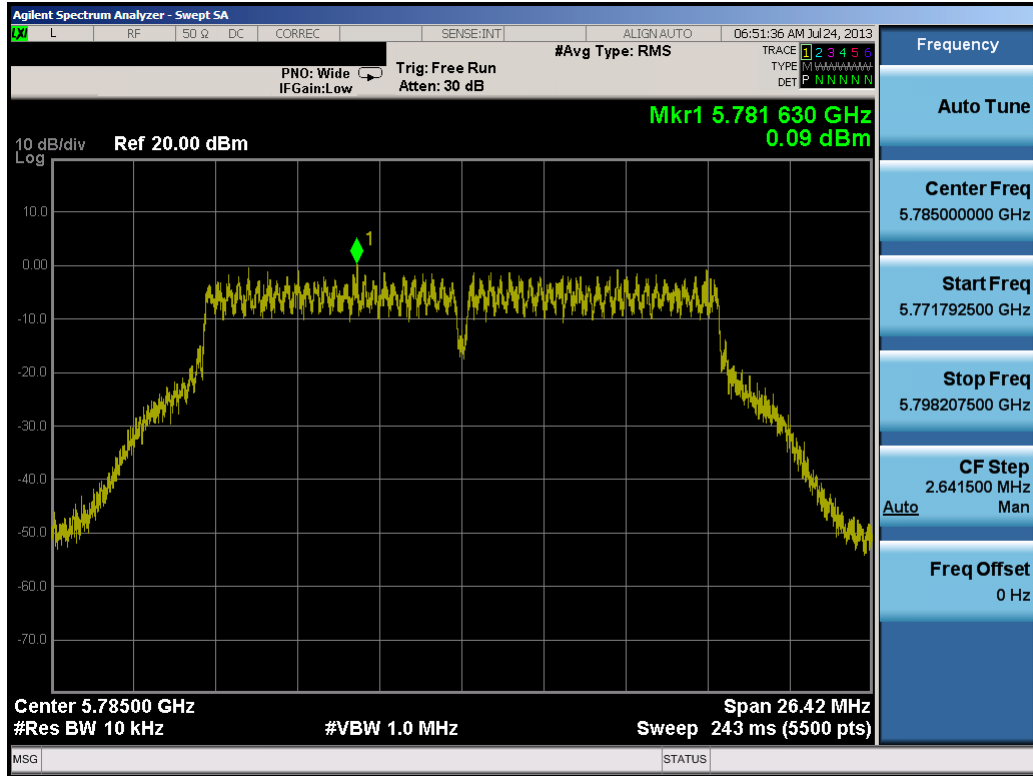 Agilent Spectrum Analyzer - Swept SA
LXI L RF 50 Ω DC CORREC SENSE:INT ALIGN AUTO 06:51:36 AM Jul 24, 2013
#Avg Type: RMS
TRACE 1 2 3 4 5 6
TYPE M WWWWW
DET P N N N N N
PNO: Wide Trig: Free Run
IFGain:Low Atten: 30 dB
Mkr1 5.781 630 GHz
0.09 dBm
10 dB/div Ref 20.00 dBm
Log
10.0
0.00
-10.0
-20.0
-30.0
-40.0
-50.0
-60.0
-70.0
1
Center 5.78500 GHz Span 26.42 MHz
#Res BW 10 kHz #VBW 1.0 MHz Sweep 243 ms (5500 pts)
MSG STATUS
Frequency
Auto Tune
Center Freq
5.785000000 GHz
Start Freq
5.771792500 GHz
Stop Freq
5.798207500 GHz
CF Step
2.641500 MHz
Auto Man
Freq Offset
0 Hz